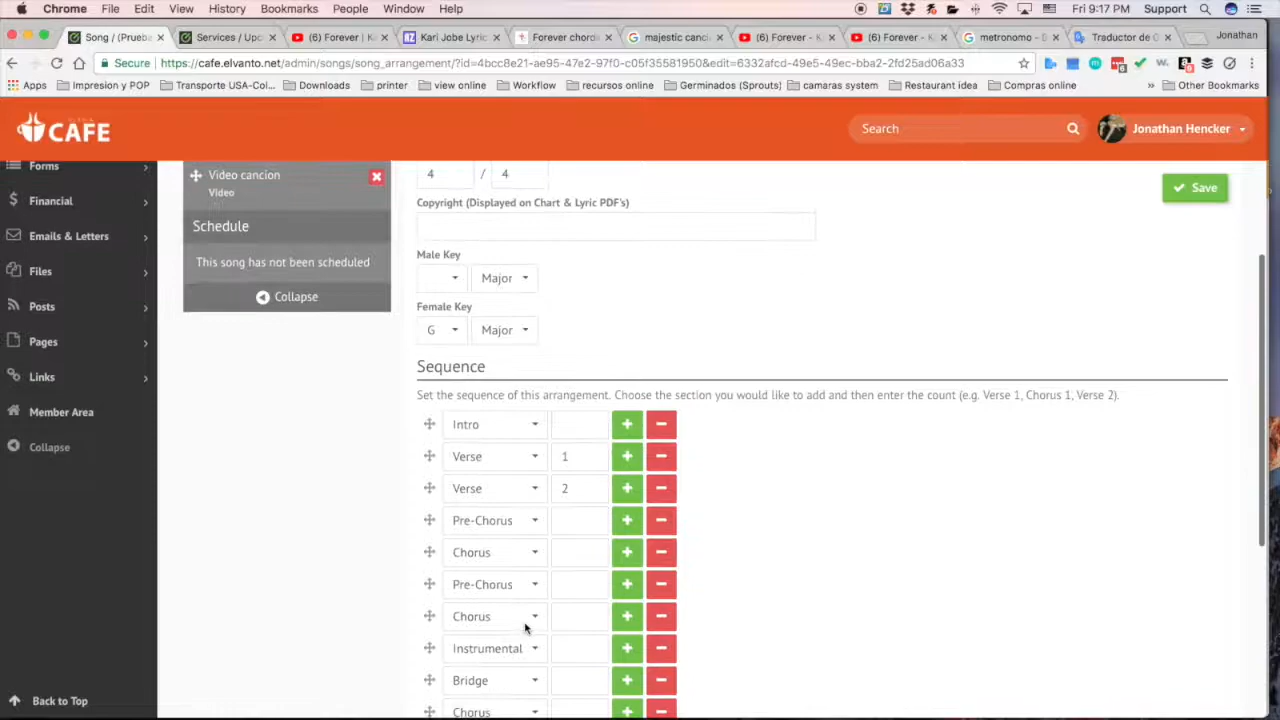 Chrome File Edit View History Bookmarks People Window Help Fri 9:17 PM Support
Song / (Prueba Services / Upc (6) Forever | Ka Kari Jobe Lyric Forever chord majestic canci (6) Forever - K (6) Forever - K metronomo - B Traductor de G Jonathan
Secure https://cafe.elvanto.net/admin/songs/song_arrangement/?id=4bcc8e21-ae95-47e2-97f0-c05f35581950&edit=6332afcd-49e5-49ec-bba2-2fd25ad06a33
Apps Impresion y POP Transporte USA-Col... Downloads printer view online Workflow recursos online Germinados (Sprouts) camaras system Restaurant idea Compras online » Other Bookmarks
CAFE
Search
Jonathan Hencker
Forms
Financial
Emails & Letters
Files
Posts
Pages
Links
Member Area
Collapse
Back to Top
Video cancion
Video
Schedule
This song has not been scheduled
Collapse
4 / 4
Save
Copyright (Displayed on Chart & Lyric PDF's)
Male Key
Major
Female Key
G Major
Sequence
Set the sequence of this arrangement. Choose the section you would like to add and then enter the count (e.g. Verse 1, Chorus 1, Verse 2).
Intro
Verse 1
Verse 2
Pre-Chorus
Chorus
Pre-Chorus
Chorus
Instrumental
Bridge
Chorus